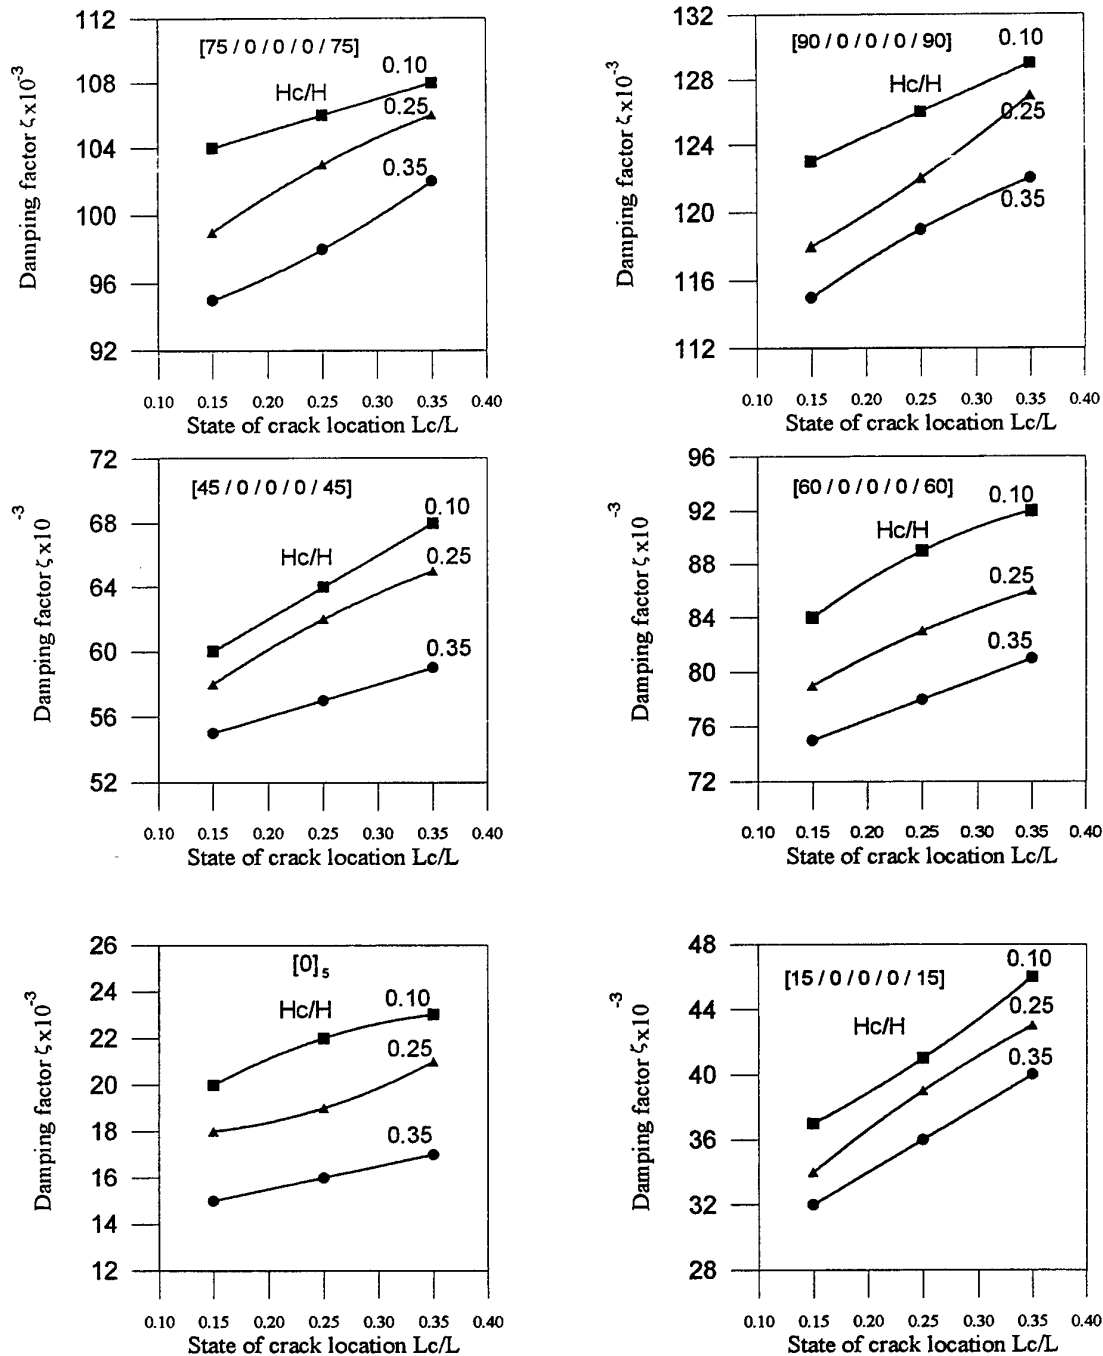 112
108
104
100
96
92
Damping factor ζx10⁻³
[75 / 0 / 0 / 0 / 75]
Hc/H
0.10
0.25
0.35
0.10 0.15 0.20 0.25 0.30 0.35 0.40
State of crack location Lc/L
132
128
124
120
116
112
Damping factor ζx10⁻³
[90 / 0 / 0 / 0 / 90]
Hc/H
0.10
0.25
0.35
0.10 0.15 0.20 0.25 0.30 0.35 0.40
State of crack location Lc/L
72
68
64
60
56
52
Damping factor ζx10⁻³
[45 / 0 / 0 / 0 / 45]
Hc/H
0.10
0.25
0.35
0.10 0.15 0.20 0.25 0.30 0.35 0.40
State of crack location Lc/L
96
92
88
84
80
76
72
Damping factor ζx10⁻³
[60 / 0 / 0 / 0 / 60]
Hc/H
0.10
0.25
0.35
0.10 0.15 0.20 0.25 0.30 0.35 0.40
State of crack location Lc/L
26
24
22
20
18
16
14
12
Damping factor ζx10⁻³
[0]₅
Hc/H
0.10
0.25
0.35
0.10 0.15 0.20 0.25 0.30 0.35 0.40
State of crack location Lc/L
48
44
40
36
32
28
Damping factor ζx10⁻³
[15 / 0 / 0 / 0 / 15]
Hc/H
0.10
0.25
0.35
0.10 0.15 0.20 0.25 0.30 0.35 0.40
State of crack location Lc/L